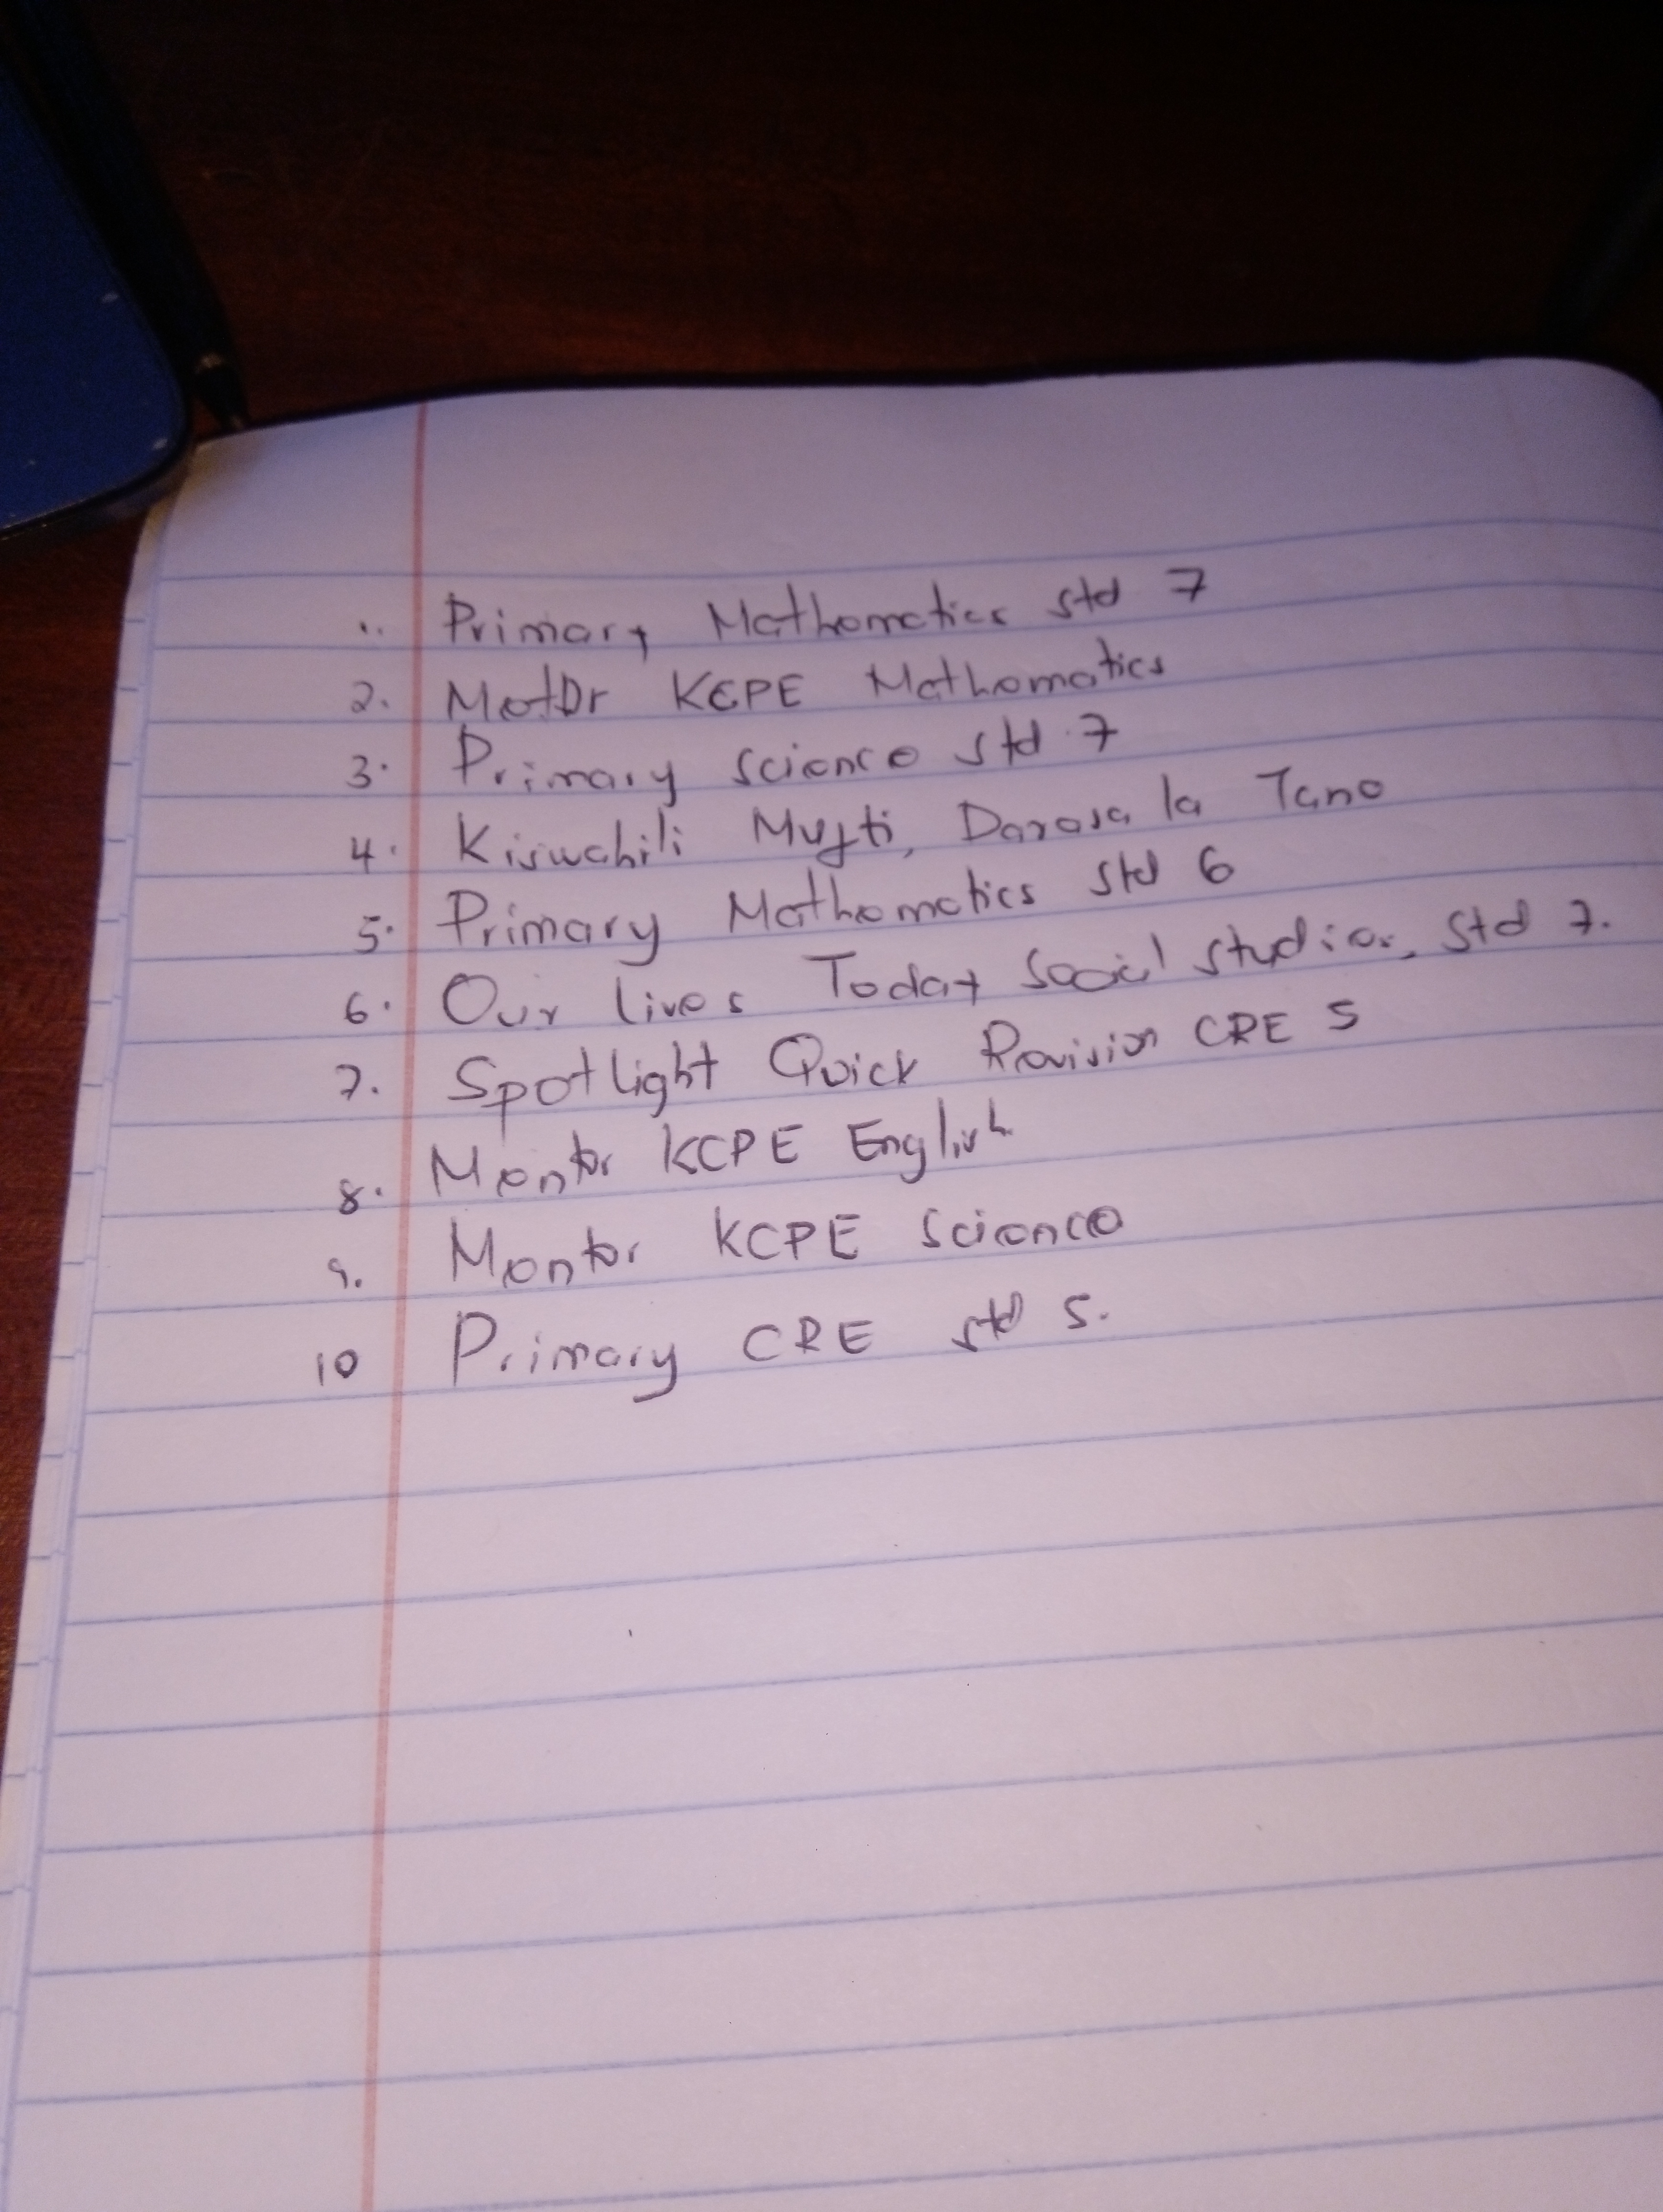 1. Primary Mathematics std 7
2. Motor KCPE Mathematics
3. Primary Science std 7
4. Kiswahili Mufti, Darasa la Tano
5. Primary Mathematics std 6
6. Our lives Today Social studies, Std 7.
7. Spotlight Quick Revision CRE 5
8. Mentor KCPE English
9. Mentor KCPE Science
10 Primary CRE std 5.